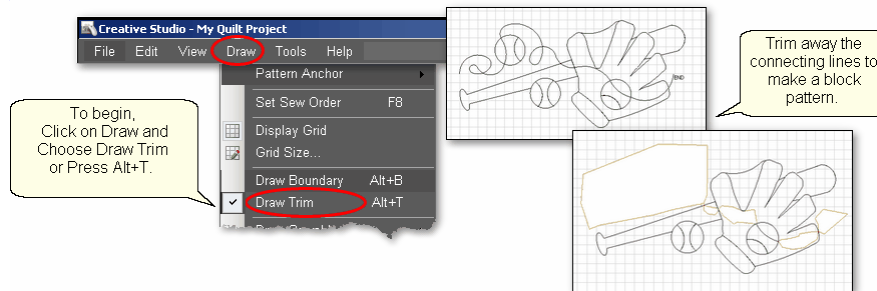 Creative Studio - My Quilt Project
File Edit View Draw Tools Help
Pattern Anchor
Set Sew Order F8
Display Grid
Grid Size...
Draw Boundary Alt+B
Draw Trim Alt+T
To begin,
Click on Draw and
Choose Draw Trim
or Press Alt+T.
END
Trim away the
connecting lines to
make a block
pattern.